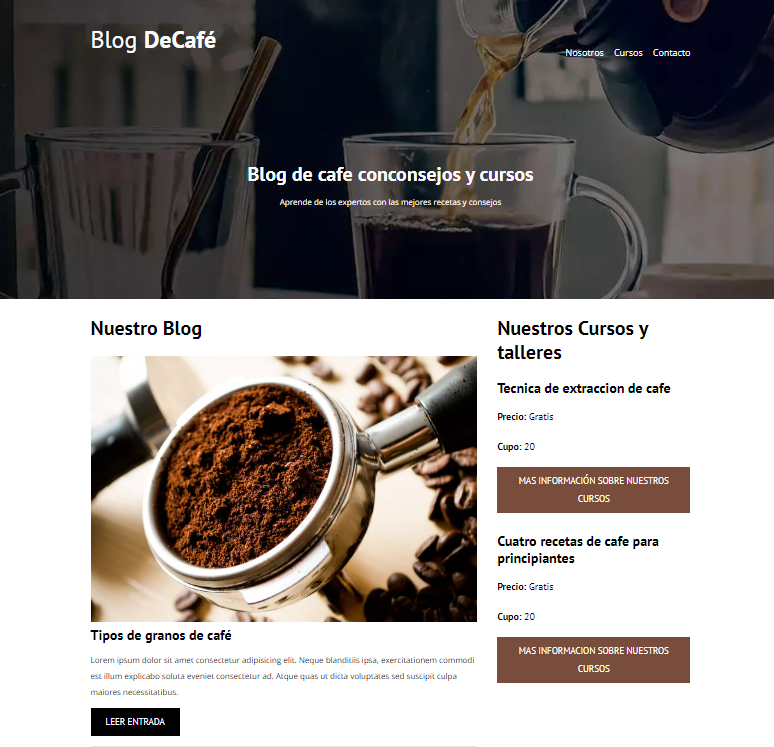 Blog DeCafé
Nosotros Cursos Contacto
Blog de cafe conconsejos y cursos
Aprende de los expertos con las mejores recetas y consejos
Nuestro Blog
Tipos de granos de café
Lorem ipsum dolor sit amet consectetur adipisicing elit. Neque blanditiis ipsa, exercitationem commodi
est illum explicabo soluta eveniet consectetur ad. Atque quas ut dicta voluptates sed suscipit culpa
maiores necessitatibus.
LEER ENTRADA
Nuestros Cursos y
talleres
Tecnica de extraccion de cafe
Precio: Gratis
Cupo: 20
MAS INFORMACIÓN SOBRE NUESTROS
CURSOS
Cuatro recetas de cafe para
principiantes
Precio: Gratis
Cupo: 20
MAS INFORMACION SOBRE NUESTROS
CURSOS